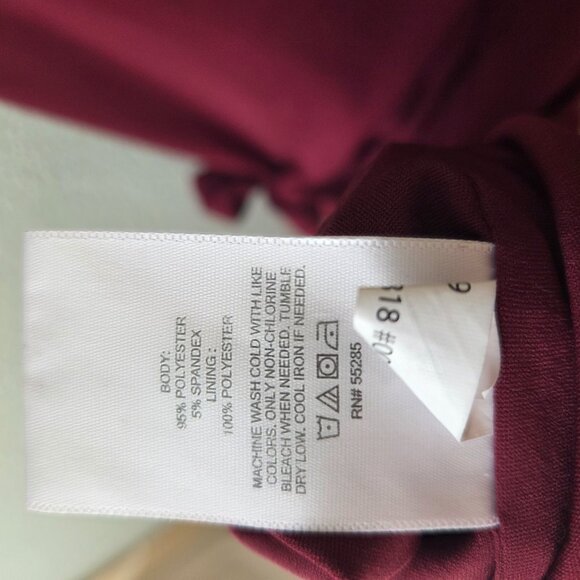 BODY:
95% POLYESTER
5% SPANDEX
LINING :
100% POLYESTER
MACHINE WASH COLD WITH LIKE
COLORS. ONLY NON-CHLORINE
BLEACH WHEN NEEDED. TUMBLE
DRY LOW. COOL IRON IF NEEDED.
RN# 55285